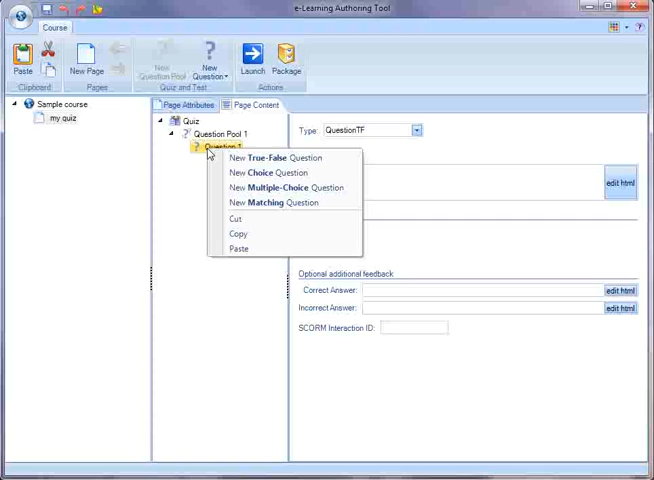 e-Learning Authoring Tool
Course
Paste
New Page
New Question Pool
New Question
Launch
Package
Clipboard
Pages
Quiz and Test
Actions
Sample course
my quiz
Page Attributes
Page Content
Quiz
Question Pool 1
Question 1
New True-False Question
New Choice Question
New Multiple-Choice Question
New Matching Question
Cut
Copy
Paste
Type: QuestionTF
edit html
Optional additional feedback
Correct Answer:
edit html
Incorrect Answer:
edit html
SCORM Interaction ID: